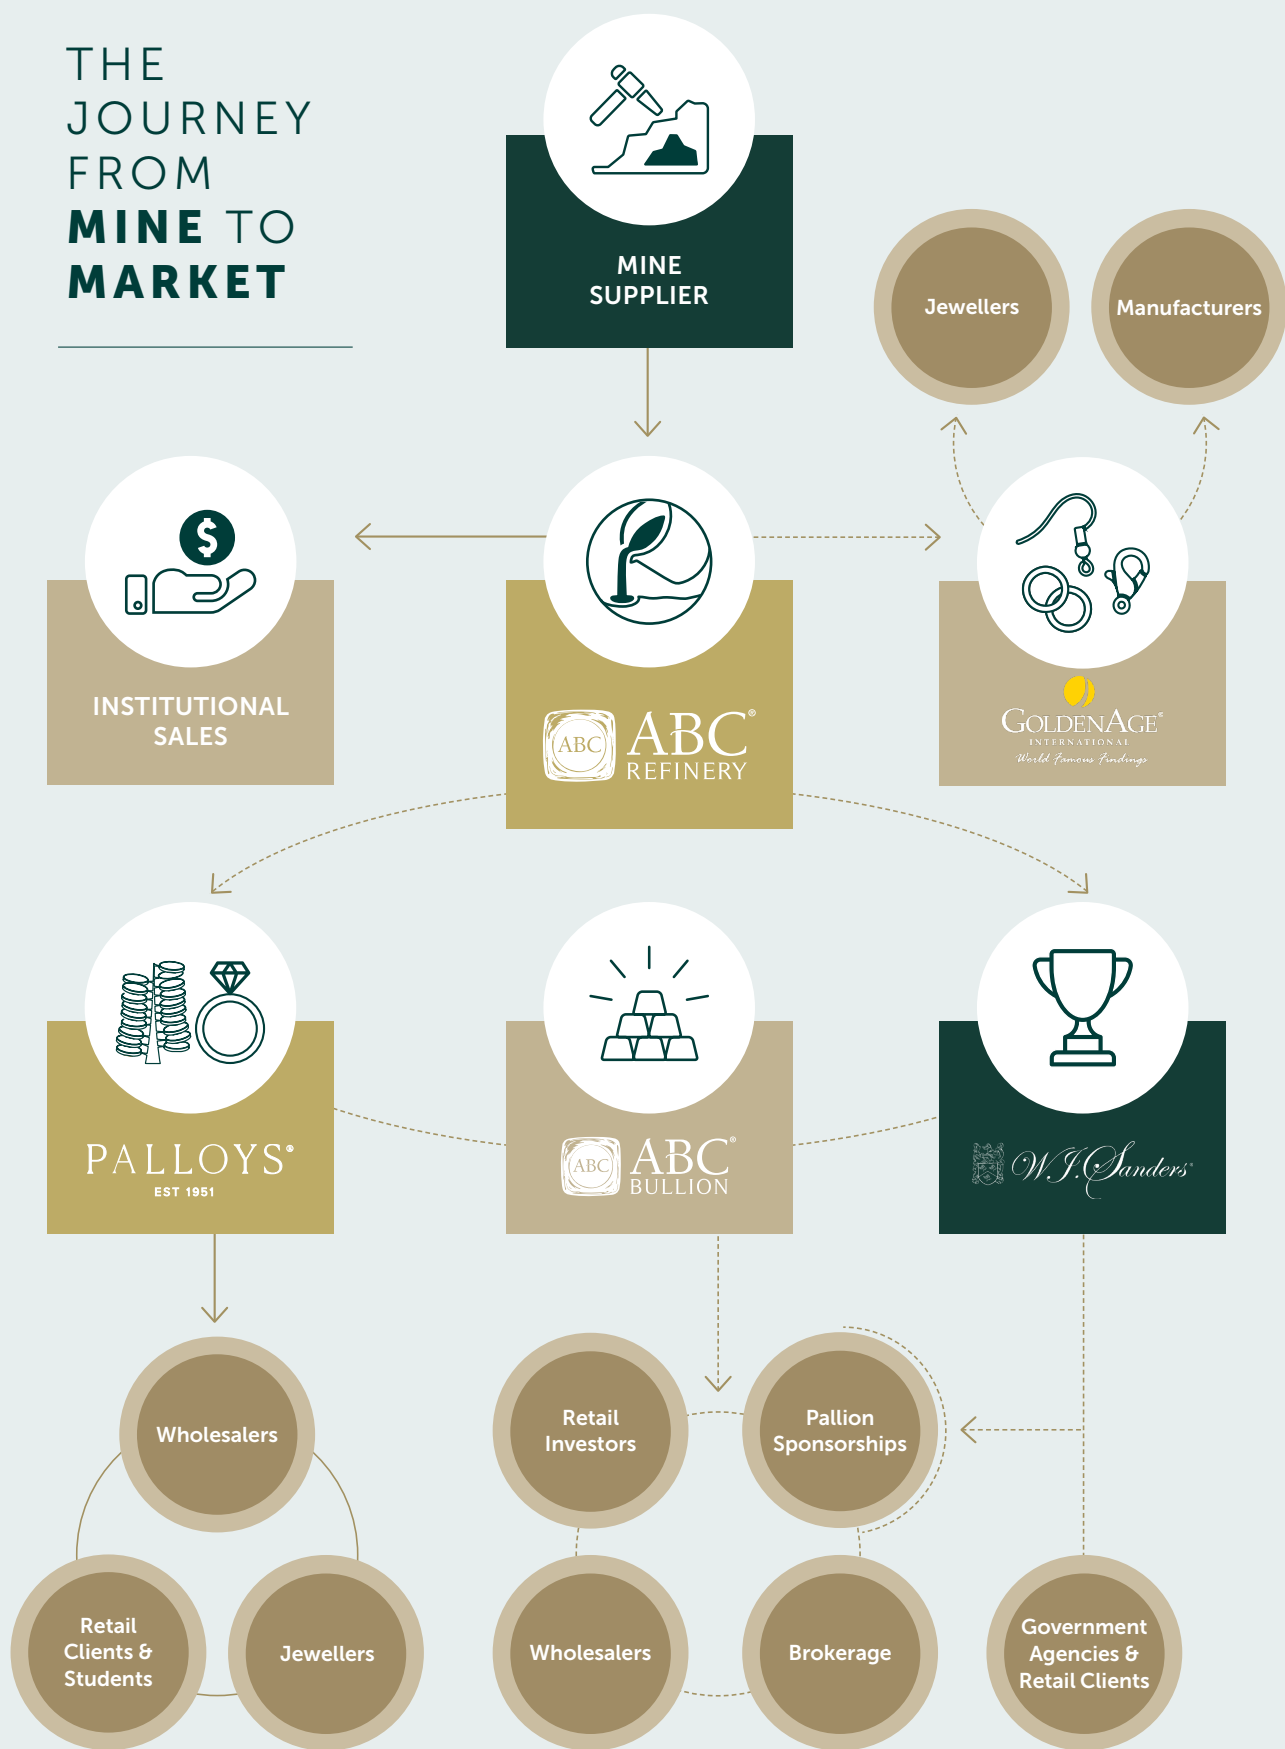 THE
JOURNEY
FROM
MINE TO
MARKET
MINE
SUPPLIER
Jewellers
Manufacturers
$
INSTITUTIONAL
SALES
ABC
ABC®
REFINERY
GOLDENAGE®
INTERNATIONAL
World Famous Findings
PALLOYS®
EST 1951
ABC
ABC®
BULLION
W.J. Sanders®
Wholesalers
Retail
Investors
Pallion
Sponsorships
Retail
Clients &
Students
Jewellers
Wholesalers
Brokerage
Government
Agencies &
Retail Clients